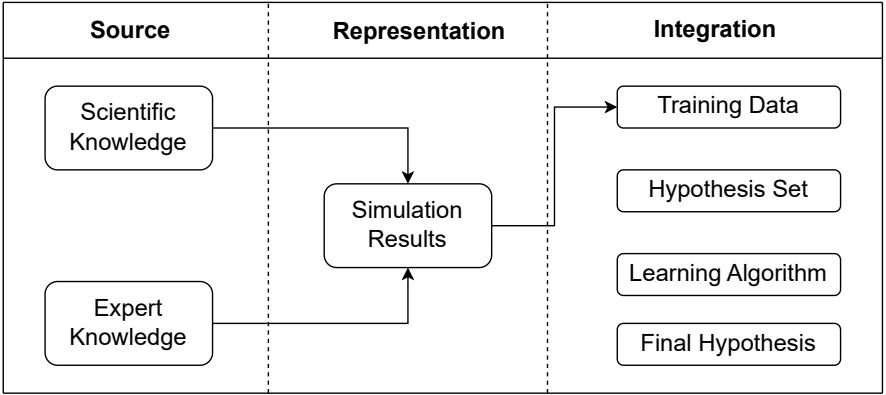 Source
Representation
Integration
Scientific
Knowledge
Expert
Knowledge
Simulation
Results
Training Data
Hypothesis Set
Learning Algorithm
Final Hypothesis